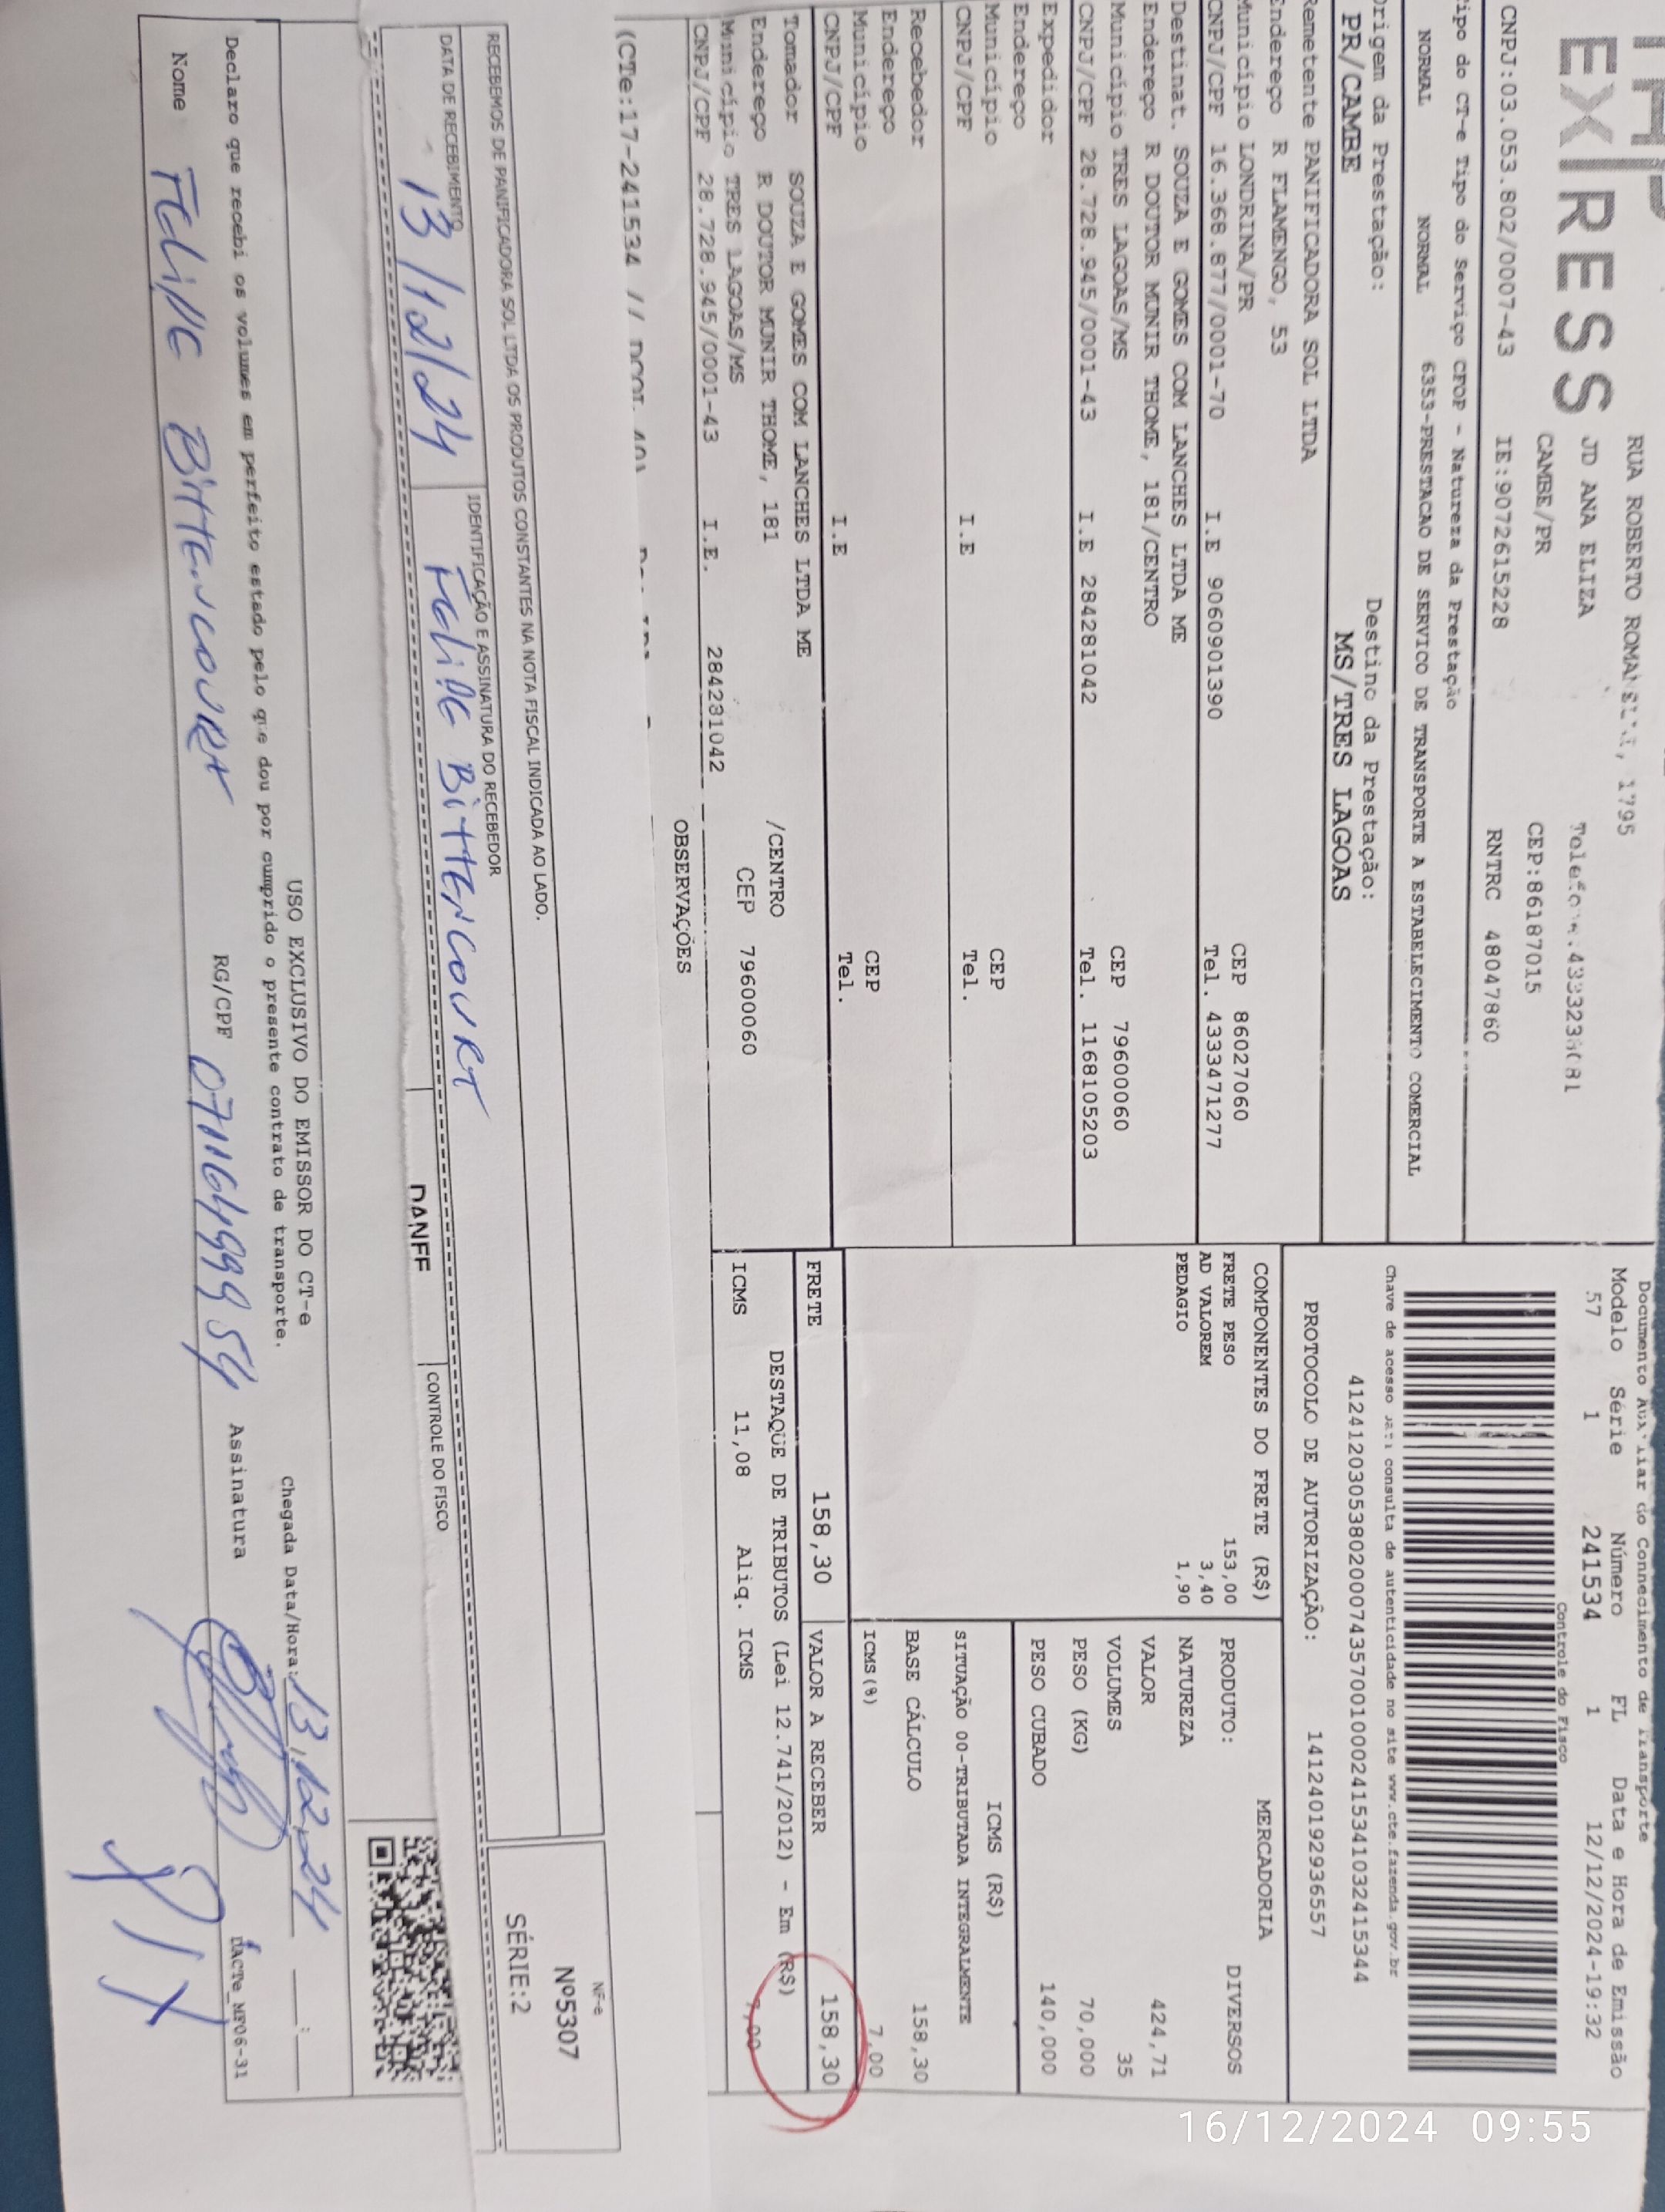 EXPRESS
RUA ROBERTO ROMANSKI, 1795
JD ANA ELIZA
CAMBE/PR CEP:86187015
CNPJ:03.053.802/0007-43 IE:9072615228 RNTRC 48047860
Tipo do CT-e Tipo do Serviço CFOP - Natureza da Prestação
NORMAL NORMAL 6353-PRESTACAO DE SERVICO DE TRANSPORTE A ESTABELECIMENTO COMERCIAL
Origem da Prestação: Destino da Prestação:
PR/CAMBE MS/TRES LAGOAS
Documento Auxiliar do Conhecimento de Transporte
Modelo Série Número FL Data e Hora de Emissão
57 1 241534 1 12/12/2024-19:32
Controle do Fisco
Chave de acesso para consulta de autenticidade no site www.cte.fazenda.gov.br
41241203053802000743570010002415341032415344
PROTOCOLO DE AUTORIZAÇÃO: 141240192936557
Remetente PANIFICADORA SOL LTDA
Endereço R FLAMENGO, 53
Município LONDRINA/PR CEP 86027060
CNPJ/CPF 16.368.877/0001-70 I.E 9060901390 Tel. 4333471277
Destinat. SOUZA E GOMES COM LANCHES LTDA ME
Endereço R DOUTOR MUNIR THOME, 181/CENTRO
Município TRES LAGOAS/MS CEP 79600060
CNPJ/CPF 28.728.945/0001-43 I.E 284281042 Tel. 1168105203
Expedidor
Endereço
Município CEP
CNPJ/CPF I.E Tel.
Recebedor
Endereço
Município CEP
CNPJ/CPF I.E Tel.
Tomador SOUZA E GOMES COM LANCHES LTDA ME
Endereço R DOUTOR MUNIR THOME, 181 /CENTRO
Município TRES LAGOAS/MS CEP 79600060
CNPJ/CPF 28.728.945/0001-43 I.E. 284281042
COMPONENTES DO FRETE (R$)
FRETE PESO 153,00
AD VALOREM 3,40
PEDAGIO 1,90
MERCADORIA
PRODUTO: DIVERSOS
NATUREZA
VALOR 424,71
VOLUMES 35
PESO (KG) 70,000
PESO CUBADO 140,000
ICMS (R$)
SITUAÇÃO 00-TRIBUTADA INTEGRALMENTE
BASE CÁLCULO 158,30
ICMS(%) 7,00
FRETE 158,30 VALOR A RECEBER 158,30
DESTAQUE DE TRIBUTOS (Lei 12.741/2012) - Em (R$)
ICMS 11,08 Aliq. ICMS 7,00
OBSERVAÇÕES
(CTe:17-241534 //
RECEBEMOS DE PANIFICADORA SOL LTDA OS PRODUTOS CONSTANTES NA NOTA FISCAL INDICADA AO LADO.
DATA DE RECEBIMENTO IDENTIFICAÇÃO E ASSINATURA DO RECEBEDOR
13/12/24 Felipe Bittencourt
NF-e
Nº5307
SÉRIE:2
DANFE
CONTROLE DO FISCO
USO EXCLUSIVO DO EMISSOR DO CT-e
Declaro que recebi os volumes em perfeito estado pelo que dou por cumprido o presente contrato de transporte.
Chegada Data/Hora: 13.12.24 __:__
Nome Felipe Bittencourt RG/CPF 07116499954 Assinatura
DACTe_MF06-31
16/12/2024 09:55